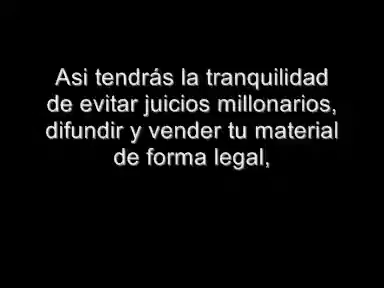 Asi tendrás la tranquilidad
de evitar juicios millonarios,
difundir y vender tu material
de forma legal,